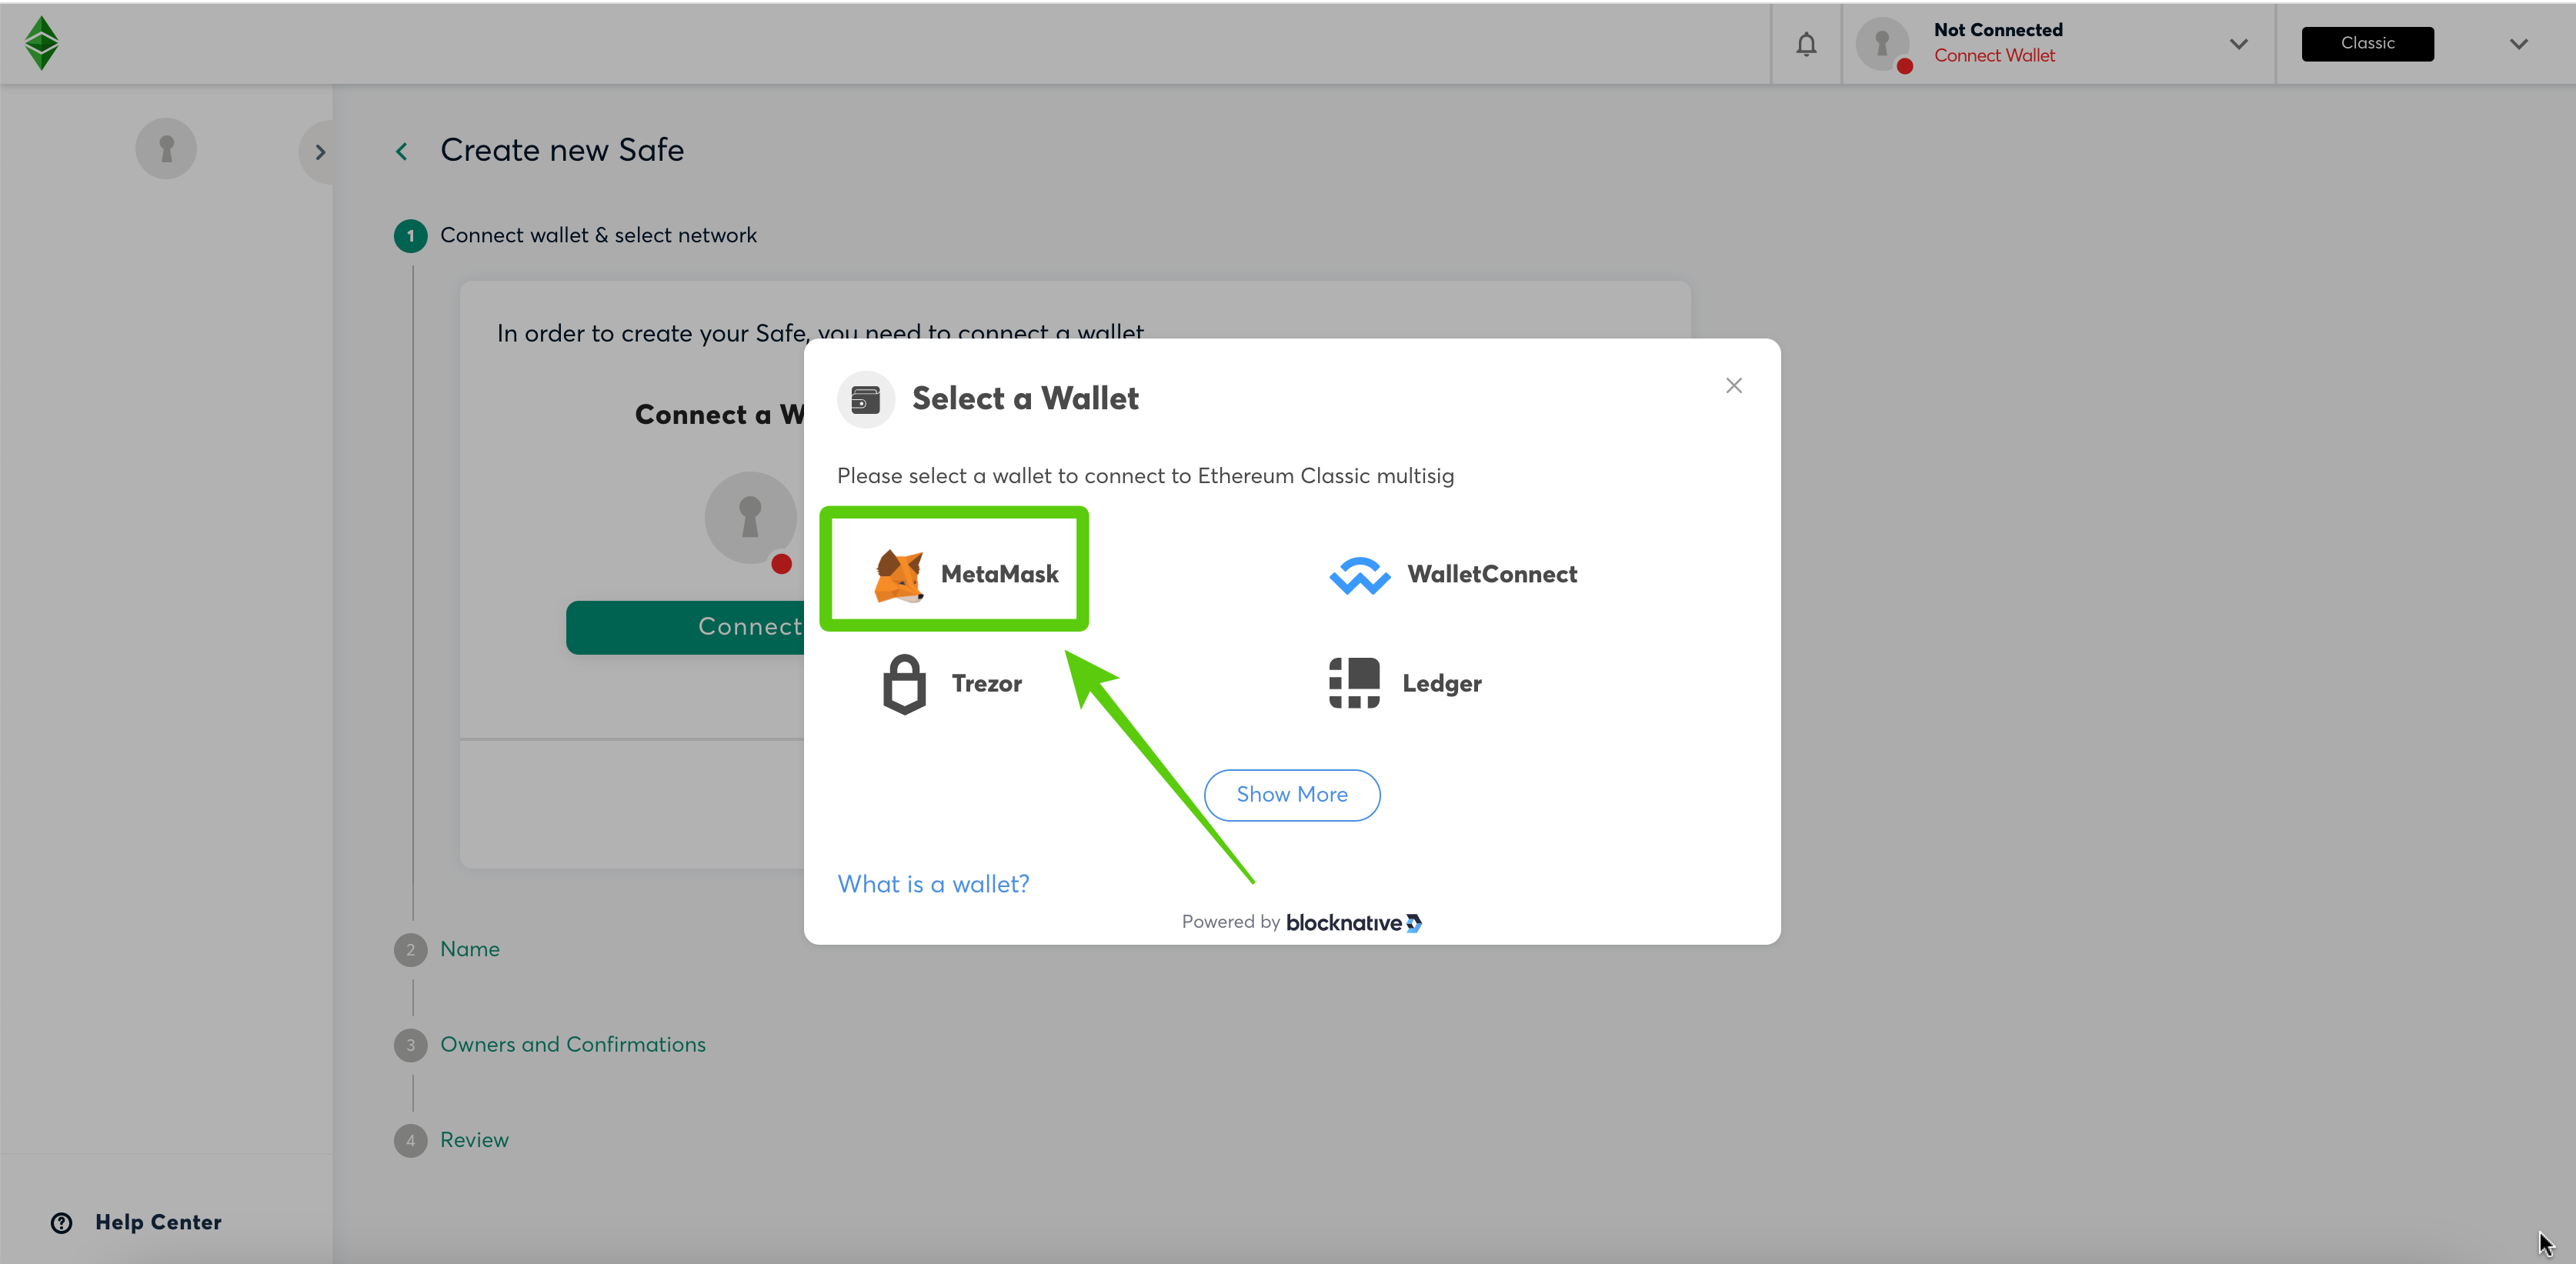 Not Connected
Connect Wallet
Classic
Create new Safe
1 Connect wallet & select network
In order to create your Safe, you need to connect a wallet
Connect a W
Connect
Select a Wallet
Please select a wallet to connect to Ethereum Classic multisig
MetaMask
WalletConnect
Trezor
Ledger
Show More
What is a wallet?
Powered by blocknative
2 Name
3 Owners and Confirmations
4 Review
? Help Center